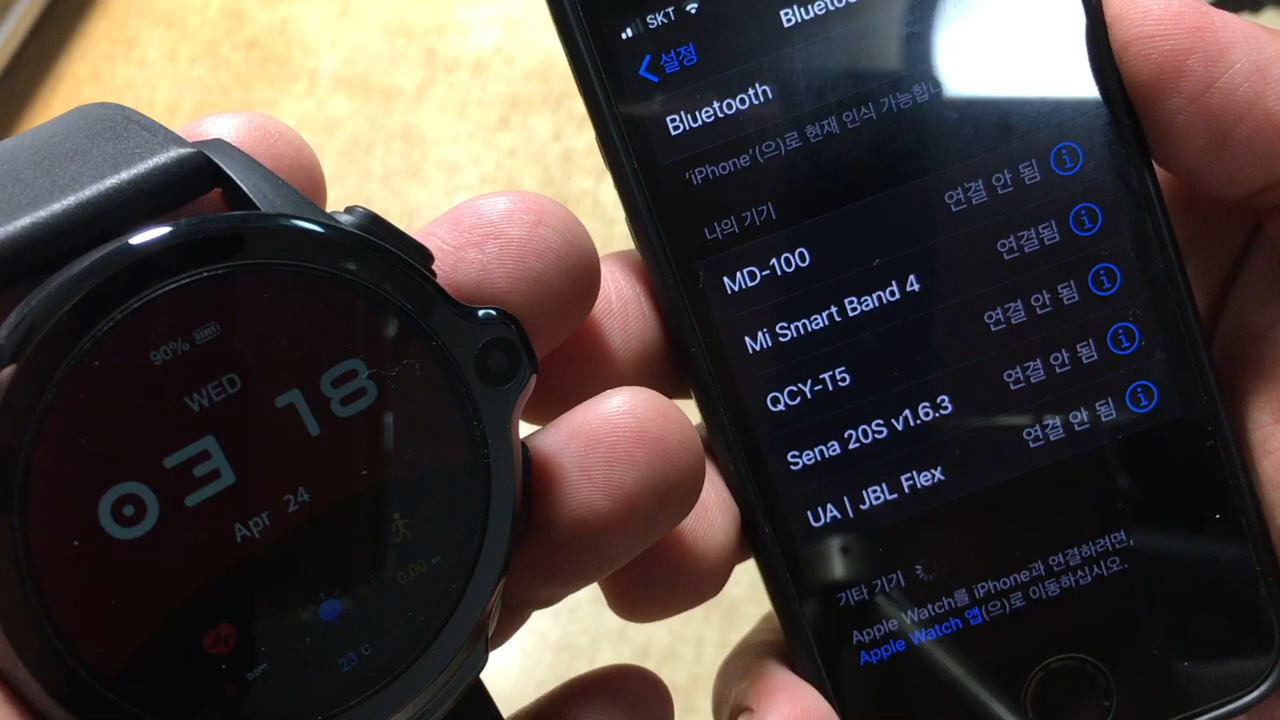 90%
WED
03 18
Apr 24
0.00
bpm
23 °C
SKT
설정
Bluetooth
'iPhone'(으)로 현재 인식 가능합니
나의 기기
MD-100 연결 안 됨
Mi Smart Band 4 연결됨
QCY-T5 연결 안 됨
Sena 20S v1.6.3 연결 안 됨
UA | JBL Flex 연결 안 됨
기타 기기
Apple Watch를 iPhone과 연결하려면,
Apple Watch 앱(으)로 이동하십시오.